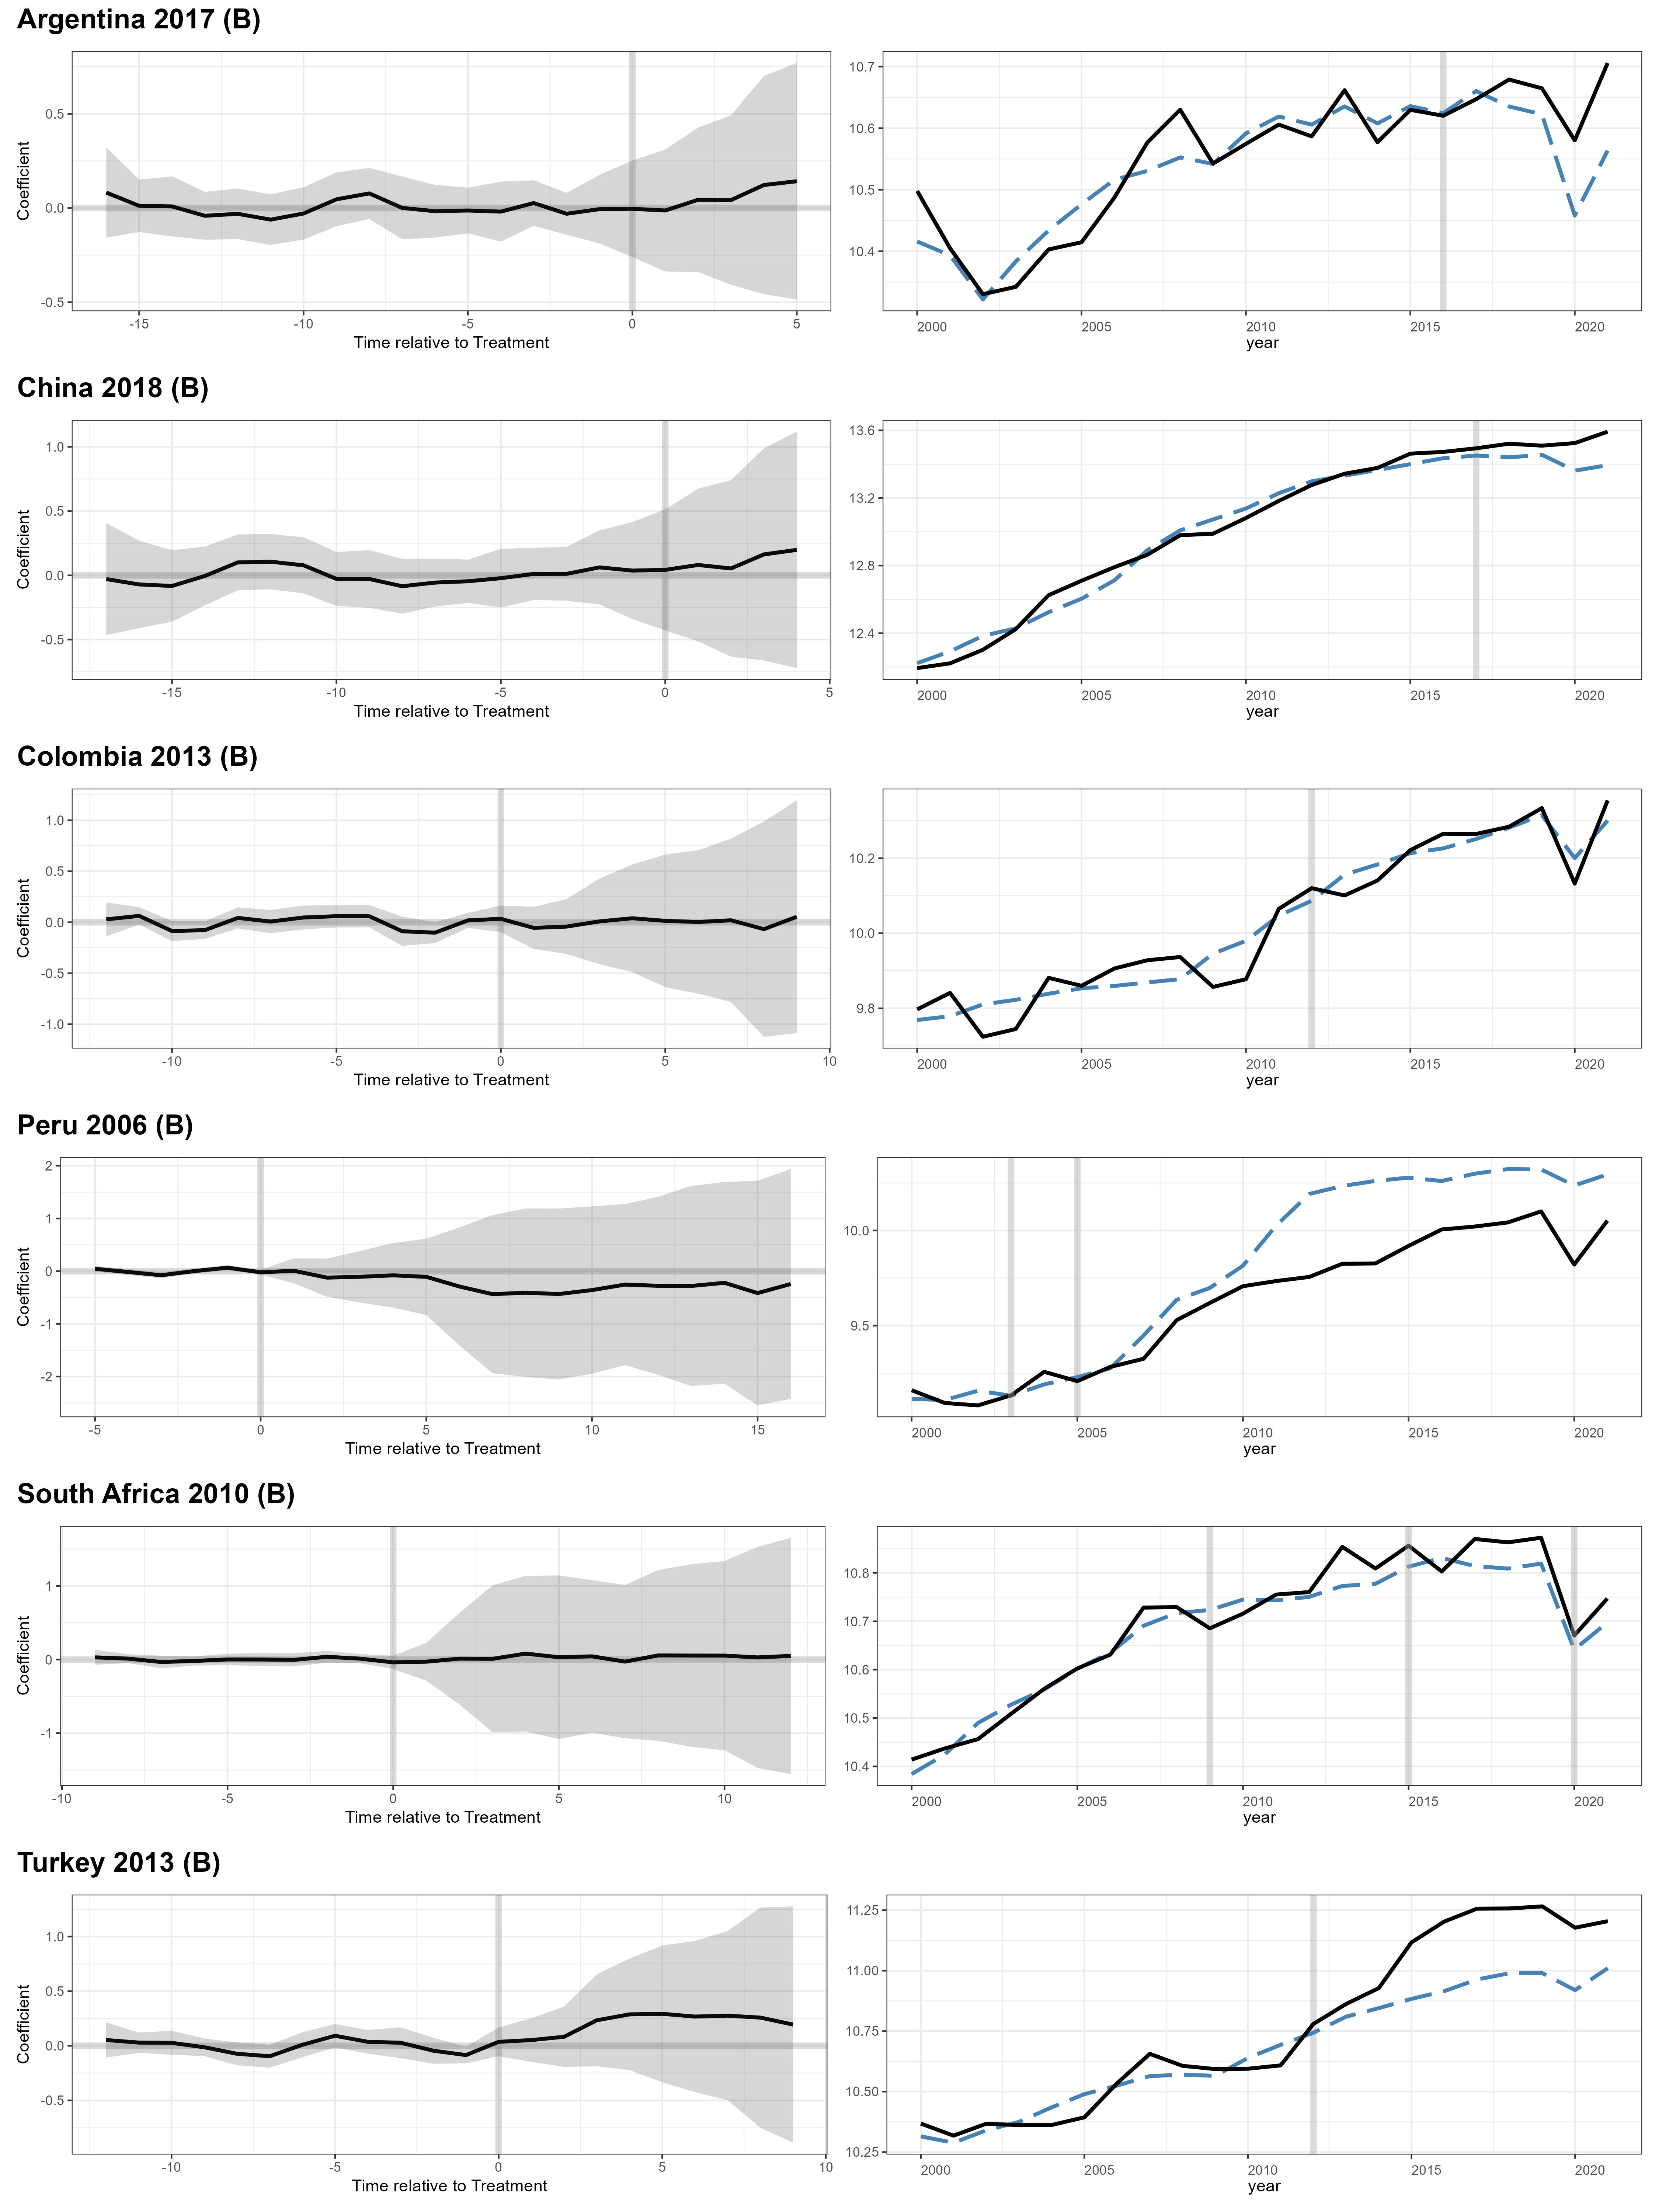 Argentina 2017 (B)
Coefficient
0.5
0.0
-0.5
-15 -10 -5 0 5
Time relative to Treatment
10.7
10.6
10.5
10.4
2000 2005 2010 2015 2020
year
China 2018 (B)
Coefficient
1.0
0.5
0.0
-0.5
-15 -10 -5 0 5
Time relative to Treatment
13.6
13.2
12.8
12.4
2000 2005 2010 2015 2020
year
Colombia 2013 (B)
Coefficient
1.0
0.5
0.0
-0.5
-1.0
-10 -5 0 5 10
Time relative to Treatment
10.2
10.0
9.8
2000 2005 2010 2015 2020
year
Peru 2006 (B)
Coefficient
2
1
0
-1
-2
-5 0 5 10 15
Time relative to Treatment
10.0
9.5
2000 2005 2010 2015 2020
year
South Africa 2010 (B)
Coefficient
1
0
-1
-10 -5 0 5 10
Time relative to Treatment
10.8
10.7
10.6
10.5
10.4
2000 2005 2010 2015 2020
year
Turkey 2013 (B)
Coefficient
1.0
0.5
0.0
-0.5
-10 -5 0 5 10
Time relative to Treatment
11.25
11.00
10.75
10.50
10.25
2000 2005 2010 2015 2020
year